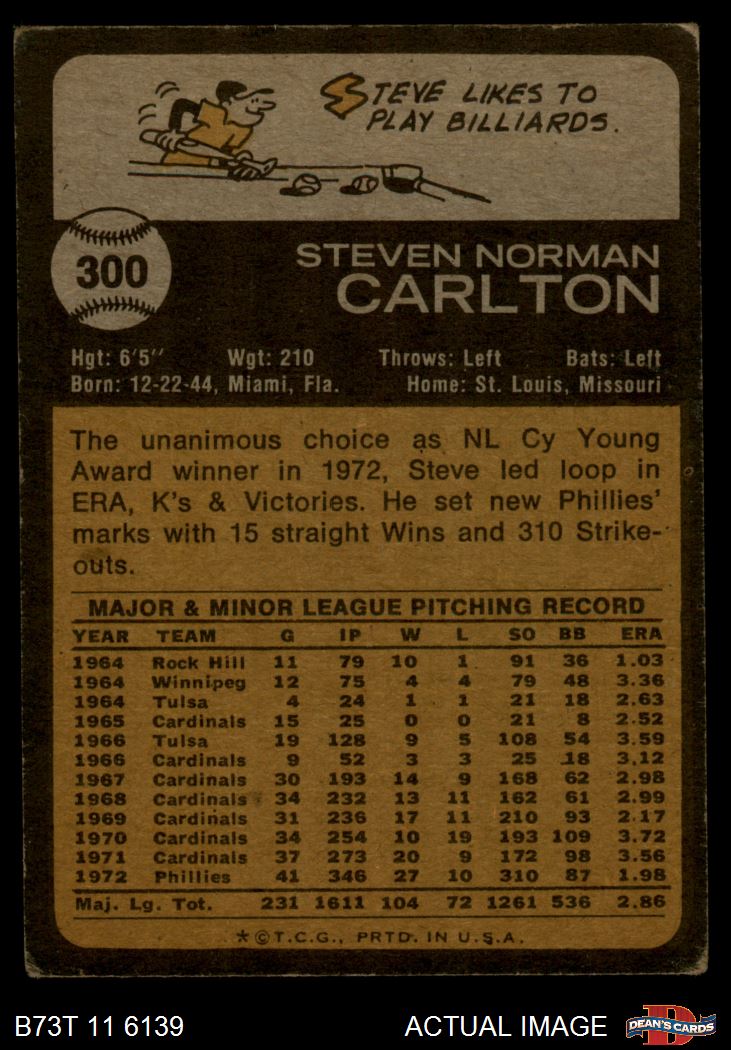 STEVE LIKES TO
PLAY BILLIARDS.
300
STEVEN NORMAN
CARLTON
Hgt: 6'5" Wgt: 210 Throws: Left Bats: Left
Born: 12-22-44, Miami, Fla. Home: St. Louis, Missouri
The unanimous choice as NL Cy Young
Award winner in 1972, Steve led loop in
ERA, K's & Victories. He set new Phillies'
marks with 15 straight Wins and 310 Strike-
outs.
MAJOR & MINOR LEAGUE PITCHING RECORD
YEAR TEAM G IP W L SO BB ERA
1964 Rock Hill 11 79 10 1 91 36 1.03
1964 Winnipeg 12 75 4 4 79 48 3.36
1964 Tulsa 4 24 1 1 21 18 2.63
1965 Cardinals 15 25 0 0 21 8 2.52
1966 Tulsa 19 128 9 5 108 54 3.59
1966 Cardinals 9 52 3 3 25 18 3.12
1967 Cardinals 30 193 14 9 168 62 2.98
1968 Cardinals 34 232 13 11 162 61 2.99
1969 Cardinals 31 236 17 11 210 93 2.17
1970 Cardinals 34 254 10 19 193 109 3.72
1971 Cardinals 37 273 20 9 172 98 3.56
1972 Phillies 41 346 27 10 310 87 1.98
Maj. Lg. Tot. 231 1611 104 72 1261 536 2.86
*©T.C.G., PRTD. IN U.S.A.
B73T 11 6139 ACTUAL IMAGE D DEAN'S CARDS